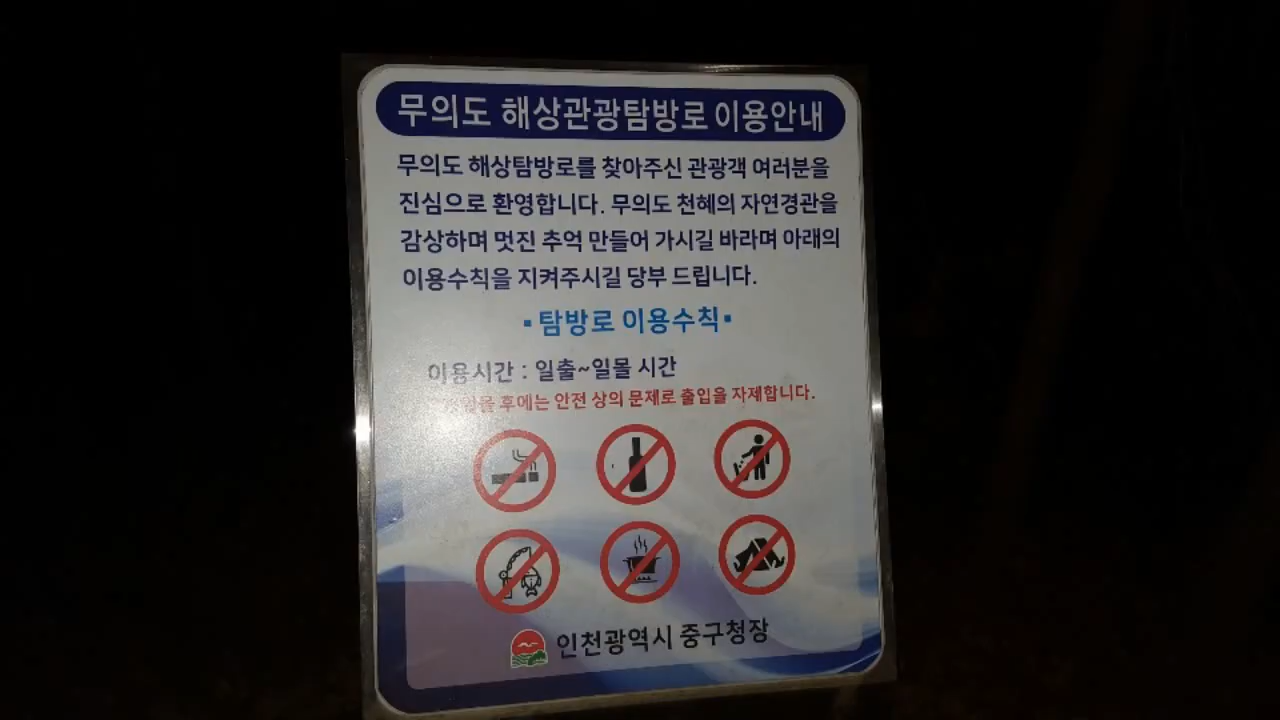 무의도 해상관광탐방로 이용안내
무의도 해상탐방로를 찾아주신 관광객 여러분을
진심으로 환영합니다. 무의도 천혜의 자연경관을
감상하며 멋진 추억 만들어 가시길 바라며 아래의
이용수칙을 지켜주시길 당부 드립니다.
▪탐방로 이용수칙▪
이용시간 : 일출~일몰 시간
일몰 후에는 안전 상의 문제로 출입을 자제합니다.
인천광역시 중구청장